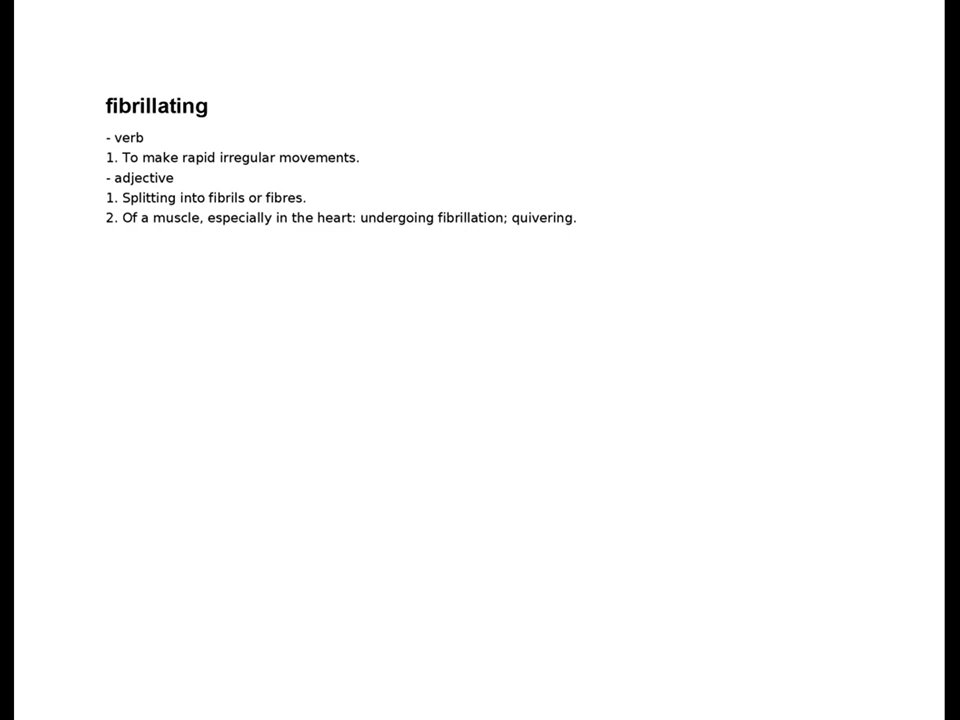 fibrillating
- verb
1. To make rapid irregular movements.
- adjective
1. Splitting into fibrils or fibres.
2. Of a muscle, especially in the heart: undergoing fibrillation; quivering.